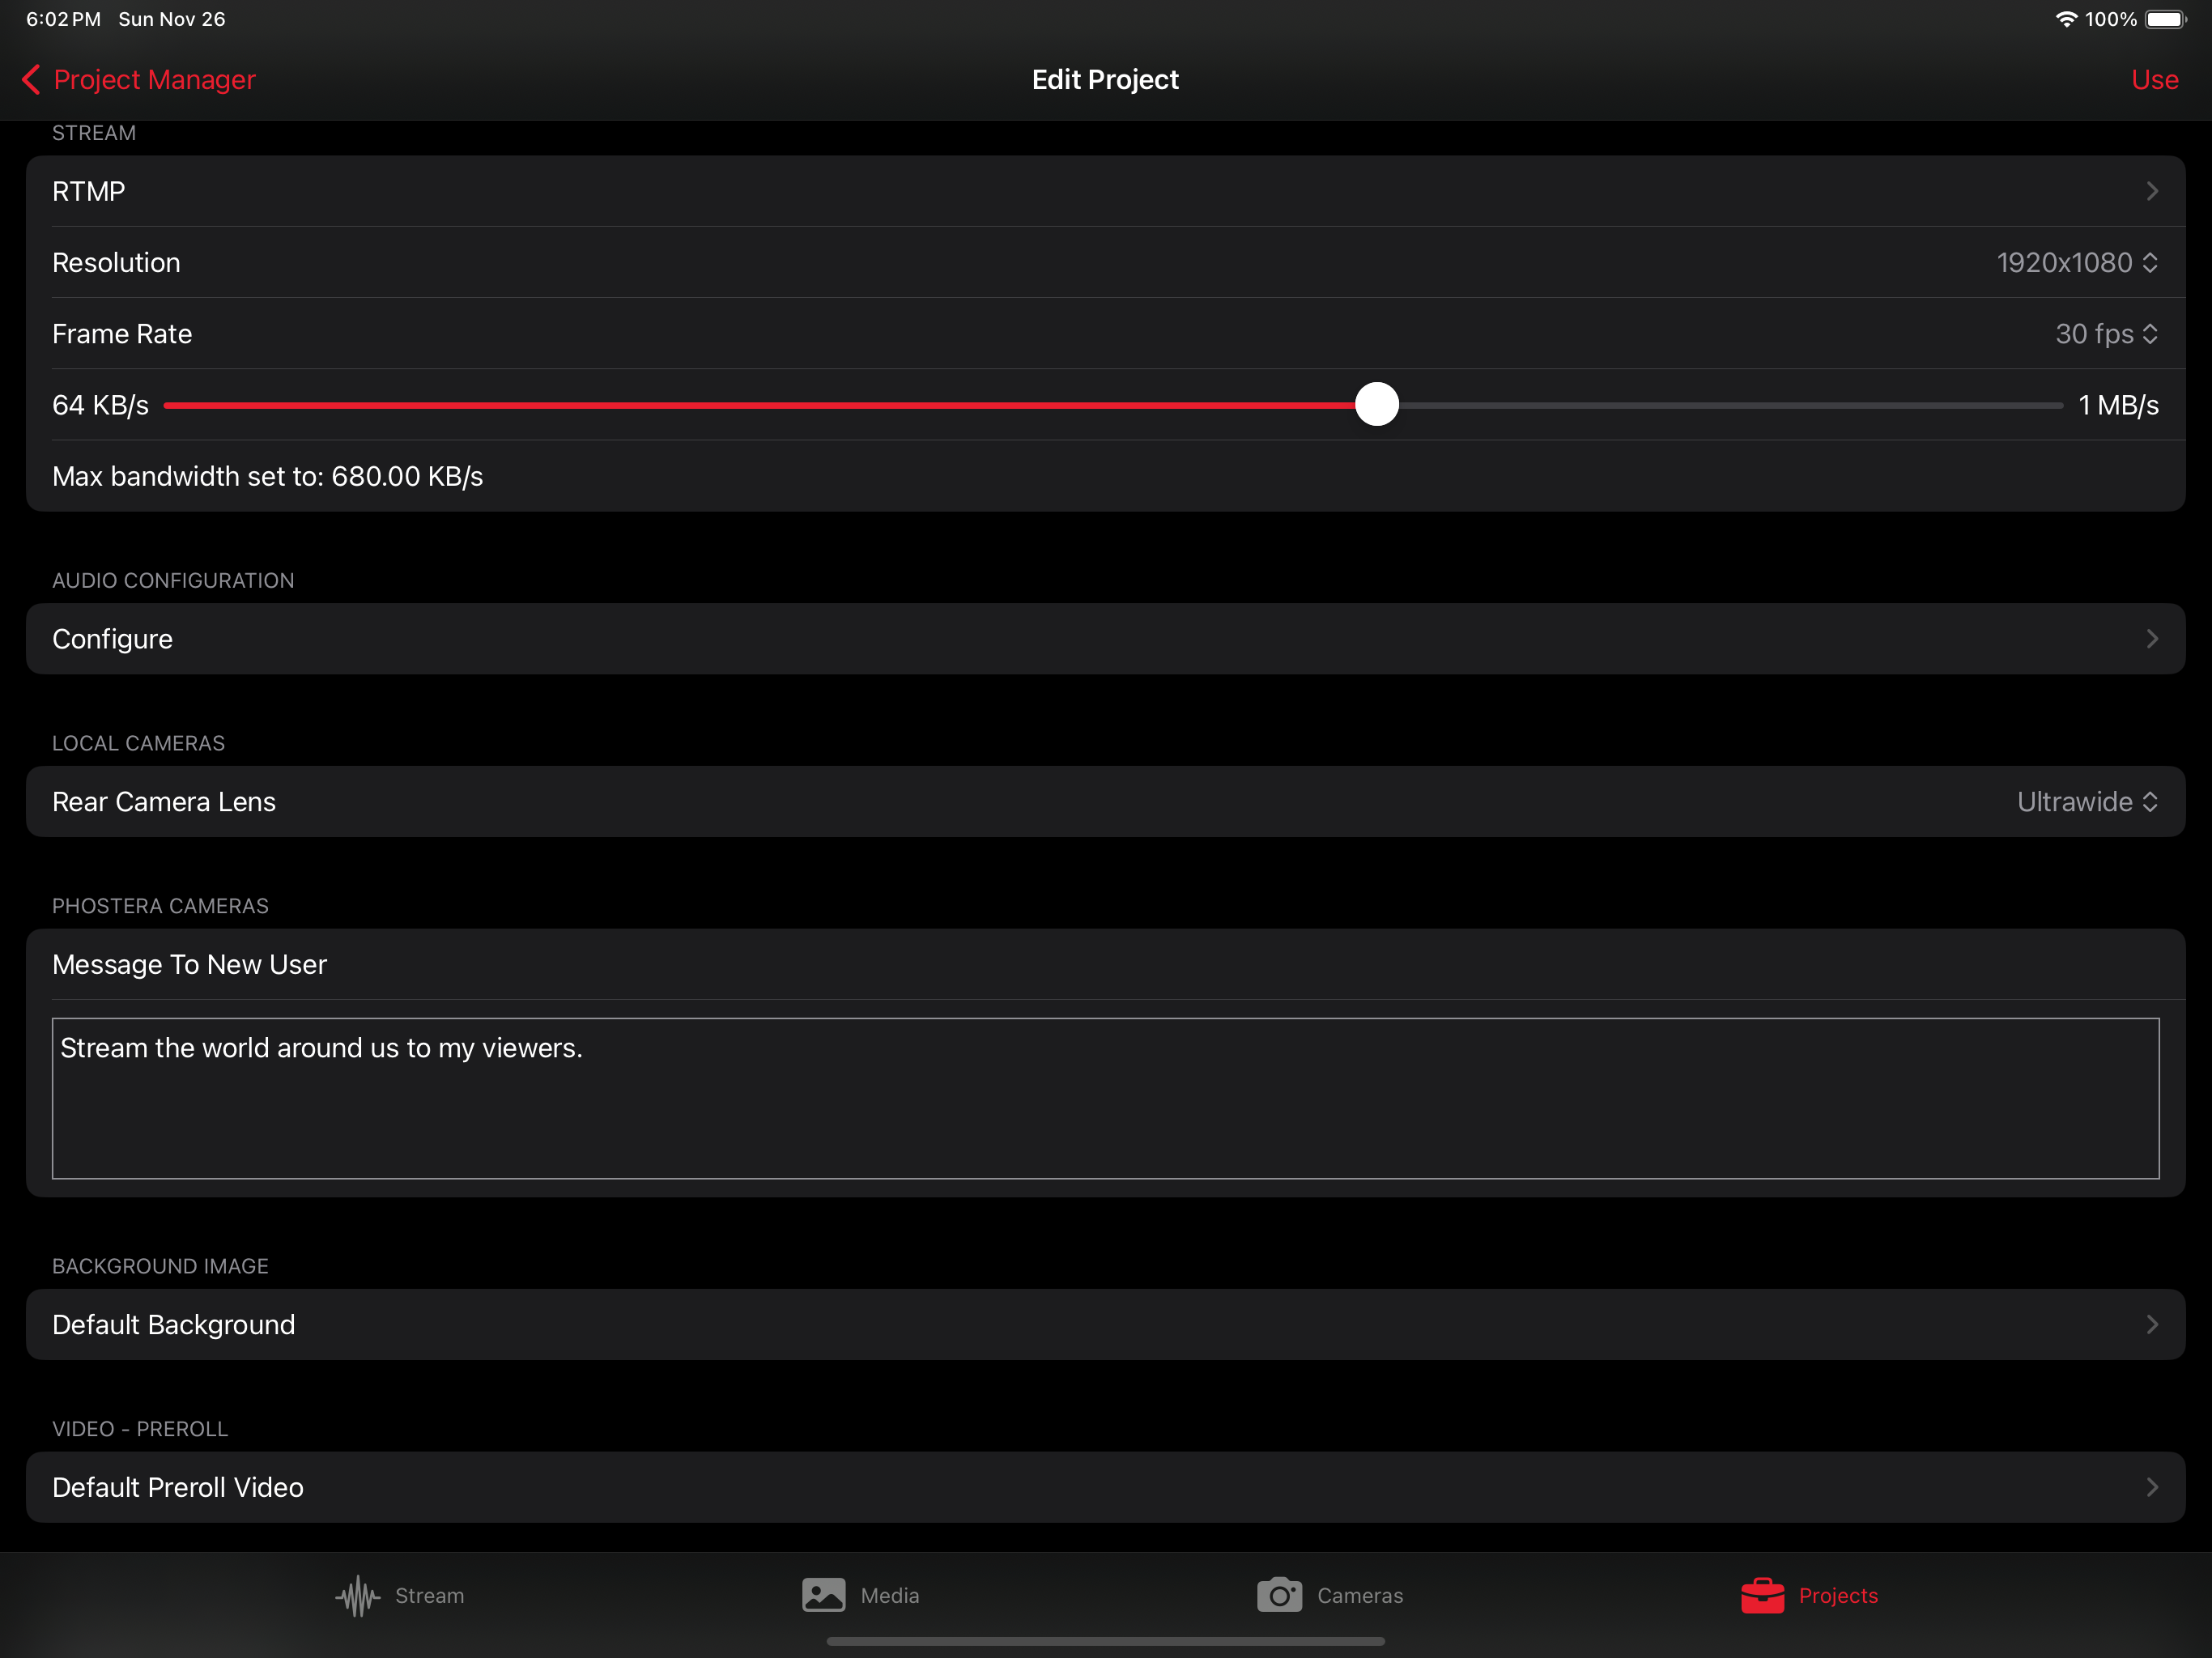 6:02 PM Sun Nov 26 100%
Project Manager Edit Project Use
STREAM
RTMP
Resolution 1920x1080
Frame Rate 30 fps
64 KB/s 1 MB/s
Max bandwidth set to: 680.00 KB/s
AUDIO CONFIGURATION
Configure
LOCAL CAMERAS
Rear Camera Lens Ultrawide
PHOSTERA CAMERAS
Message To New User
Stream the world around us to my viewers.
BACKGROUND IMAGE
Default Background
VIDEO - PREROLL
Default Preroll Video
Stream Media Cameras Projects